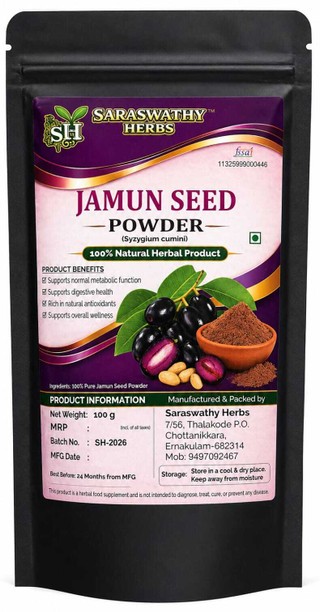 SH
SARASWATHY™
HERBS
fssai
11325999000446
JAMUN SEED
POWDER
(Syzygium cumini)
100% Natural Herbal Product
PRODUCT BENEFITS
☑ Supports normal metabolic function
☑ Supports digestive health
☑ Rich in natural antioxidants
☑ Supports overall wellness
Ingredients: 100% Pure Jamun Seed Powder
PRODUCT INFORMATION
Net Weight: 100 g
MRP : (Incl. of all taxes)
Batch No. : SH-2026
MFG Date :
Best Before: 24 Months from MFG
Manufactured & Packed by
Saraswathy Herbs
7/56, Thalakode P.O.
Chottanikkara,
Ernakulam-682314
Mob: 9497092467
Storage: Store in a cool & dry place.
Keep away from moisture
This product is a herbal food supplement and is not intended to diagnose, treat, cure, or prevent any disease.